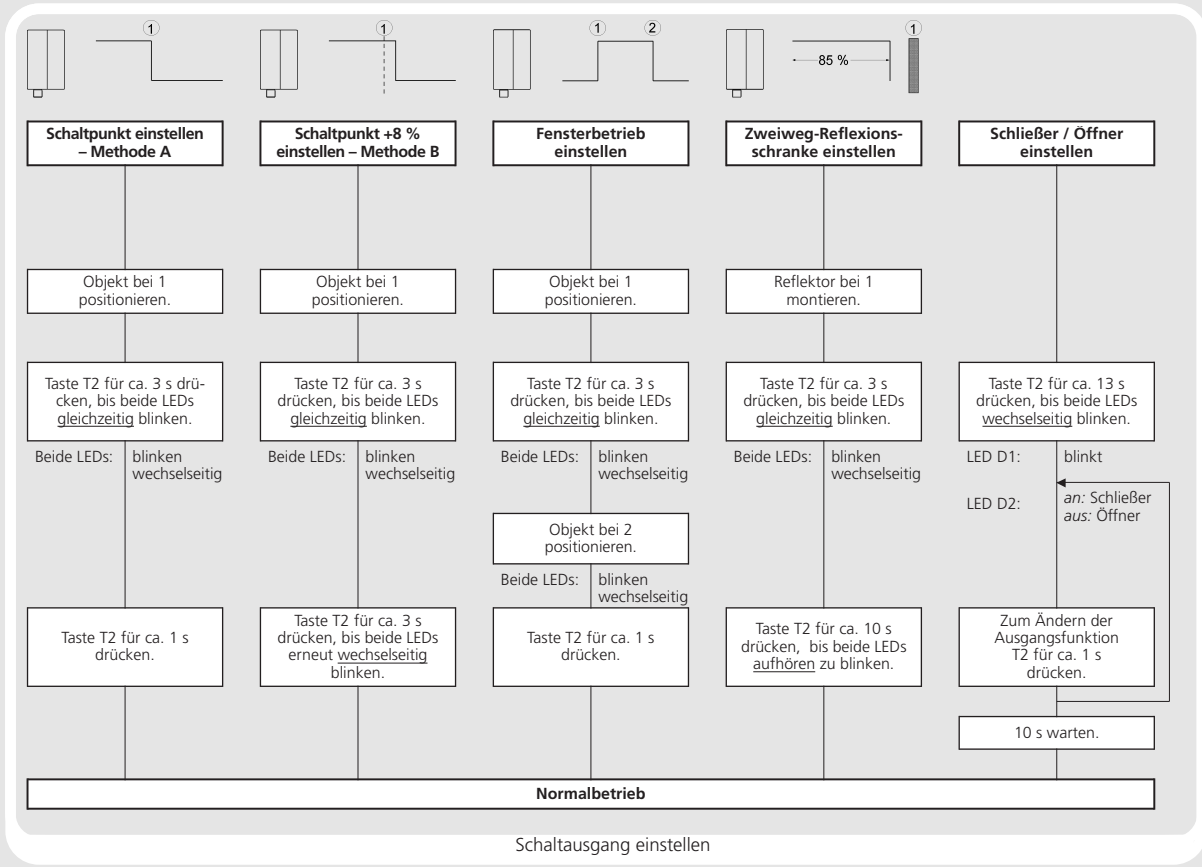 1
1
1
2
85 %
1
Schaltpunkt einstellen
– Methode A
Schaltpunkt +8 %
einstellen – Methode B
Fensterbetrieb
einstellen
Zweiweg-Reflexions-
schranke einstellen
Schließer / Öffner
einstellen
Objekt bei 1
positionieren.
Objekt bei 1
positionieren.
Objekt bei 1
positionieren.
Reflektor bei 1
montieren.
Taste T2 für ca. 3 s drü-
cken, bis beide LEDs
gleichzeitig blinken.
Taste T2 für ca. 3 s
drücken, bis beide LEDs
gleichzeitig blinken.
Taste T2 für ca. 3 s
drücken, bis beide LEDs
gleichzeitig blinken.
Taste T2 für ca. 3 s
drücken, bis beide LEDs
gleichzeitig blinken.
Taste T2 für ca. 13 s
drücken, bis beide LEDs
wechselseitig blinken.
Beide LEDs: blinken
wechselseitig
Beide LEDs: blinken
wechselseitig
Beide LEDs: blinken
wechselseitig
Beide LEDs: blinken
wechselseitig
LED D1: blinkt
LED D2: an: Schließer
aus: Öffner
Objekt bei 2
positionieren.
Beide LEDs: blinken
wechselseitig
Taste T2 für ca. 1 s
drücken.
Taste T2 für ca. 3 s
drücken, bis beide LEDs
erneut wechselseitig
blinken.
Taste T2 für ca. 1 s
drücken.
Taste T2 für ca. 10 s
drücken, bis beide LEDs
aufhören zu blinken.
Zum Ändern der
Ausgangsfunktion
T2 für ca. 1 s
drücken.
10 s warten.
Normalbetrieb
Schaltausgang einstellen